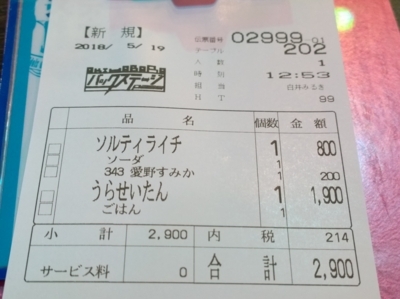 【新 規】 伝票番号 02999-01
2018/ 5/19 テーブル 202
人数 1
バックステージ 時刻 12:53
担当 白井みるき
HT 99
品 名 個数 金 額
ソルティライチ 1 800
ソーダ 1
343 愛野すみか 1 200
うらせいたん 1 1,900
ごはん 1
小 計 2,900 内 税 214
サービス料 0 合 計 2,900